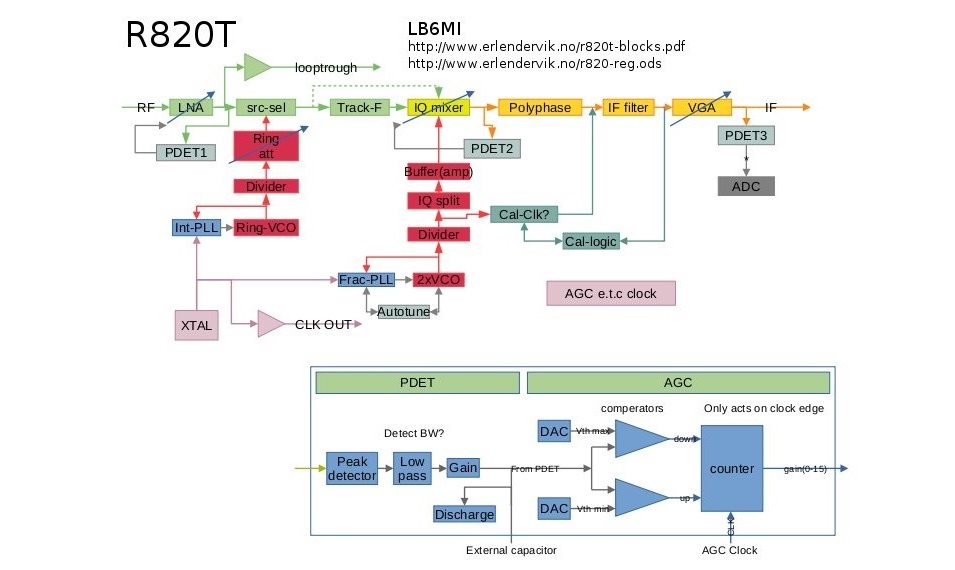 R820T
LB6MI
http://www.erlendervik.no/r820t-blocks.pdf
http://www.erlendervik.no/r820-reg.ods
looptrough
RF
LNA
src-sel
Track-F
IQ mixer
Polyphase
IF filter
VGA
IF
PDET1
Ring
att
PDET2
PDET3
Buffer(amp)
Divider
ADC
IQ split
Int-PLL
Ring-VCO
Cal-Clk?
Divider
Cal-logic
Frac-PLL
2xVCO
AGC e.t.c clock
Autotune
XTAL
CLK OUT
PDET
AGC
comperators
Only acts on clock edge
Detect BW?
DAC
Vth max
down
Peak
detector
Low
pass
Gain
From PDET
counter
gain(0-15)
Discharge
DAC
Vth min
up
CLK
External capacitor
AGC Clock